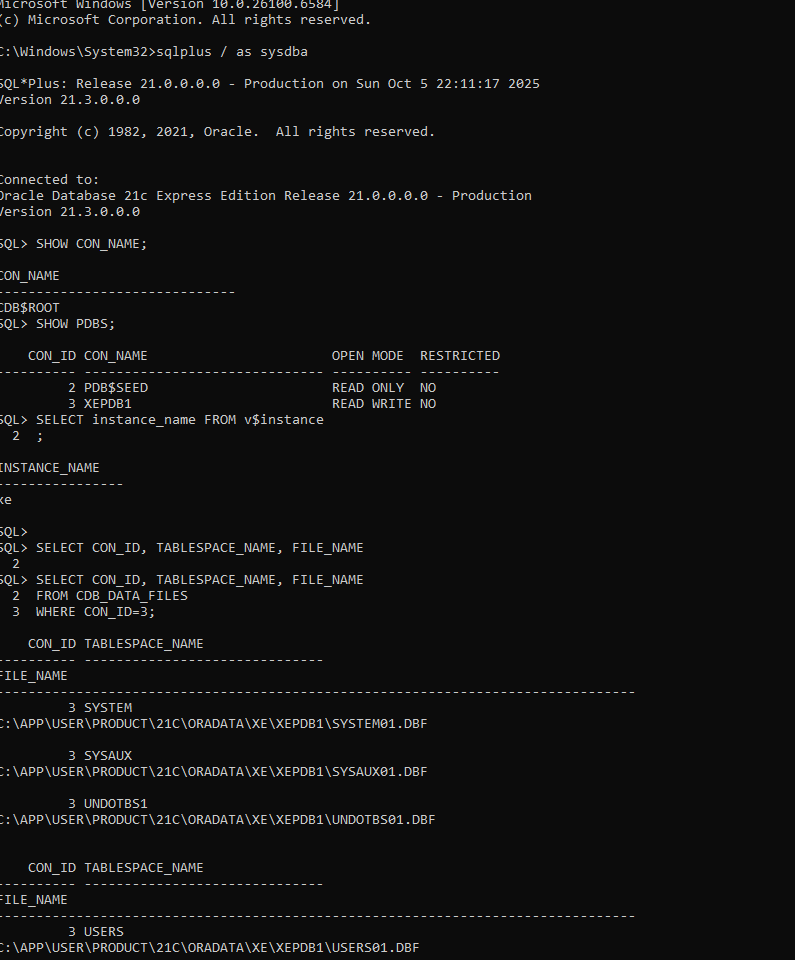 Microsoft Windows [Version 10.0.26100.6584]
(c) Microsoft Corporation. All rights reserved.
C:\Windows\System32>sqlplus / as sysdba
SQL*Plus: Release 21.0.0.0.0 - Production on Sun Oct 5 22:11:17 2025
Version 21.3.0.0.0
Copyright (c) 1982, 2021, Oracle.  All rights reserved.
Connected to:
Oracle Database 21c Express Edition Release 21.0.0.0.0 - Production
Version 21.3.0.0.0
SQL> SHOW CON_NAME;
CON_NAME
------------------------------
CDB$ROOT
SQL> SHOW PDBS;
    CON_ID CON_NAME                       OPEN MODE  RESTRICTED
---------- ------------------------------ ---------- ----------
         2 PDB$SEED                       READ ONLY  NO
         3 XEPDB1                         READ WRITE NO
SQL> SELECT instance_name FROM v$instance
  2  ;
INSTANCE_NAME
----------------
xe
SQL>
SQL> SELECT CON_ID, TABLESPACE_NAME, FILE_NAME
  2
SQL> SELECT CON_ID, TABLESPACE_NAME, FILE_NAME
  2  FROM CDB_DATA_FILES
  3  WHERE CON_ID=3;
    CON_ID TABLESPACE_NAME
---------- ------------------------------
FILE_NAME
--------------------------------------------------------------------------------
         3 SYSTEM
C:\APP\USER\PRODUCT\21C\ORADATA\XE\XEPDB1\SYSTEM01.DBF
         3 SYSAUX
C:\APP\USER\PRODUCT\21C\ORADATA\XE\XEPDB1\SYSAUX01.DBF
         3 UNDOTBS1
C:\APP\USER\PRODUCT\21C\ORADATA\XE\XEPDB1\UNDOTBS01.DBF
    CON_ID TABLESPACE_NAME
---------- ------------------------------
FILE_NAME
--------------------------------------------------------------------------------
         3 USERS
C:\APP\USER\PRODUCT\21C\ORADATA\XE\XEPDB1\USERS01.DBF